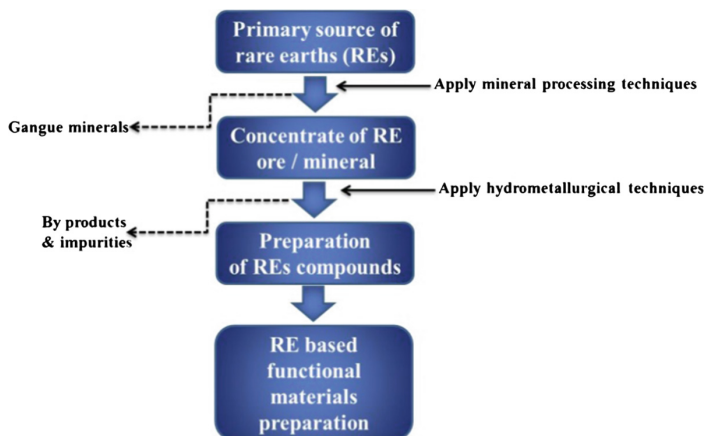 Primary source of
rare earths (REs)
Apply mineral processing techniques
Gangue minerals
Concentrate of RE
ore / mineral
Apply hydrometallurgical techniques
By products
& impurities
Preparation
of REs compounds
RE based
functional
materials
preparation